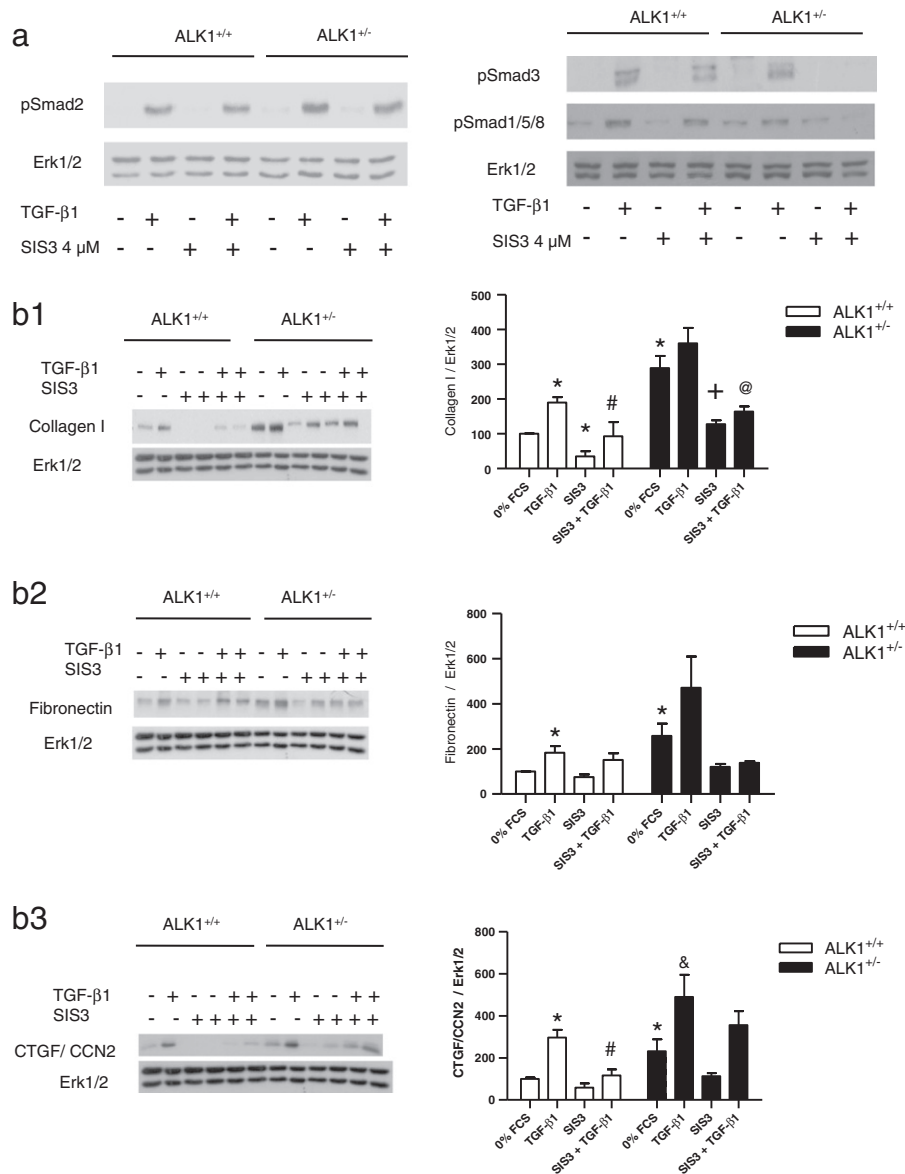 a
ALK1+/+ ALK1+/-
pSmad2
Erk1/2
TGF-β1 - + - + - + - +
SIS3 4 μM - - + + - - + +
ALK1+/+ ALK1+/-
pSmad3
pSmad1/5/8
Erk1/2
TGF-β1 - + - + - + - +
SIS3 4 μM - - + + - - + +
b1
ALK1+/+ ALK1+/-
TGF-β1 - + - - + + - + - - + +
SIS3 - - + + + + - - + + + +
Collagen I
Erk1/2
Collagen I / Erk1/2
500
400
300
200
100
0
* * # * + @
0% FCS TGF-β1 SIS3 SIS3 + TGF-β1 0% FCS TGF-β1 SIS3 SIS3 + TGF-β1
ALK1+/+
ALK1+/-
b2
ALK1+/+ ALK1+/-
TGF-β1 - + - - + + - + - - + +
SIS3 - - + + + + - - + + + +
Fibronectin
Erk1/2
Fibronectin / Erk1/2
800
600
400
200
0
* *
0% FCS TGF-β1 SIS3 SIS3 + TGF-β1 0% FCS TGF-β1 SIS3 SIS3 + TGF-β1
ALK1+/+
ALK1+/-
b3
ALK1+/+ ALK1+/-
TGF-β1 - + - - + + - + - - + +
SIS3 - - + + + + - - + + + +
CTGF/ CCN2
Erk1/2
CTGF/CCN2 / Erk1/2
800
600
400
200
0
* # * &
0% FCS TGF-β1 SIS3 SIS3 + TGF-β1 0% FCS TGF-β1 SIS3 SIS3 + TGF-β1
ALK1+/+
ALK1+/-